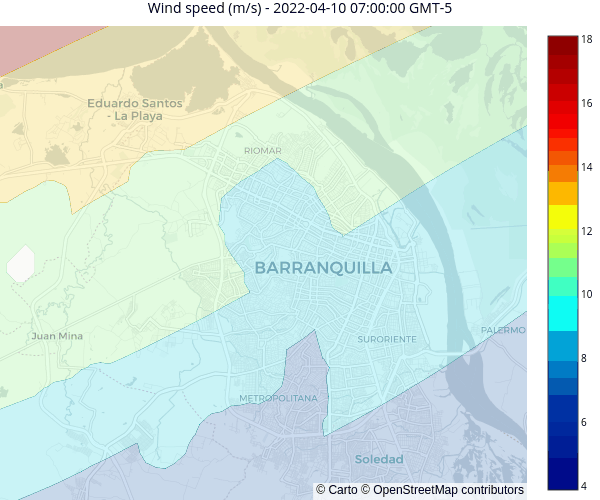 Wind speed (m/s) - 2022-04-10 07:00:00 GMT-5
18
16
14
12
10
8
6
4
Eduardo Santos
- La Playa
RIOMAR
BARRANQUILLA
Juan Mina
SURORIENTE
PALERMO
METROPOLITANA
Soledad
© Carto © OpenStreetMap contributors